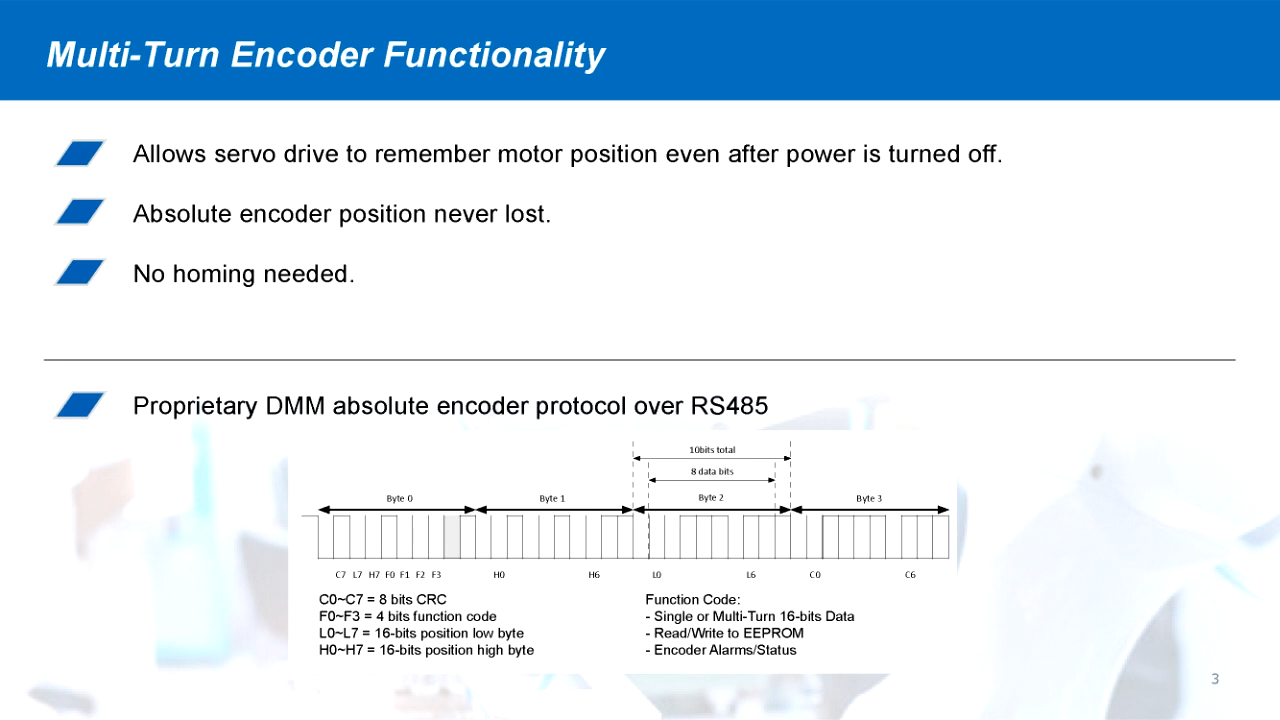 Multi-Turn Encoder Functionality
Allows servo drive to remember motor position even after power is turned off.
Absolute encoder position never lost.
No homing needed.
Proprietary DMM absolute encoder protocol over RS485
10bits total
8 data bits
Byte 0 Byte 1 Byte 2 Byte 3
C7 L7 H7 F0 F1 F2 F3 H0 H6 L0 L6 C0 C6
C0~C7 = 8 bits CRC
F0~F3 = 4 bits function code
L0~L7 = 16-bits position low byte
H0~H7 = 16-bits position high byte
Function Code:
- Single or Multi-Turn 16-bits Data
- Read/Write to EEPROM
- Encoder Alarms/Status
3